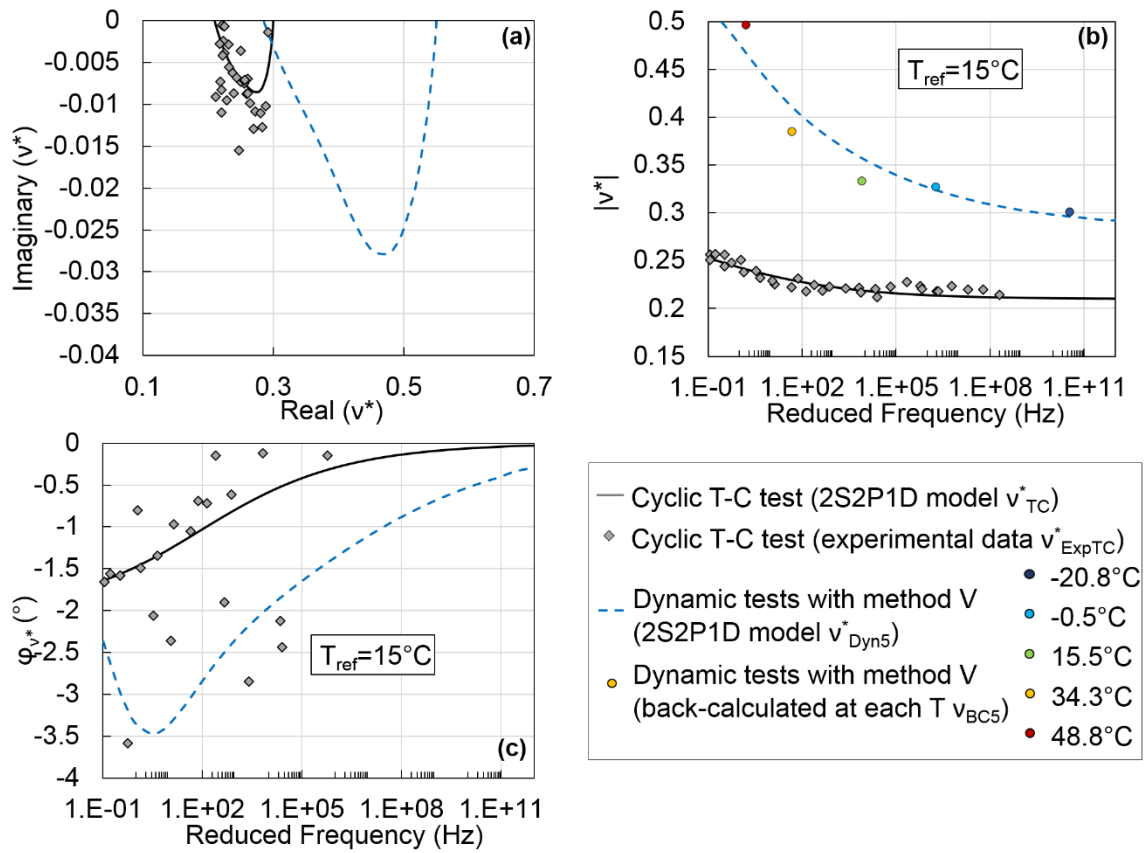 (a)
0
-0.005
-0.01
-0.015
-0.02
-0.025
-0.03
-0.035
-0.04
Imaginary (ν*)
0.1 0.3 0.5 0.7
Real (ν*)
(b)
T_ref=15°C
0.5
0.45
0.4
0.35
0.3
0.25
0.2
0.15
|ν*|
1.E-01 1.E+02 1.E+05 1.E+08 1.E+11
Reduced Frequency (Hz)
0
-0.5
-1
-1.5
-2
-2.5
-3
-3.5
-4
φ_ν* (°)
T_ref=15°C
(c)
1.E-01 1.E+02 1.E+05 1.E+08 1.E+11
Reduced Frequency (Hz)
Cyclic T-C test (2S2P1D model ν*_TC)
Cyclic T-C test (experimental data ν*_ExpTC)
Dynamic tests with method V
(2S2P1D model ν*_Dyn5)
Dynamic tests with method V
(back-calculated at each T ν_BC5)
-20.8°C
-0.5°C
15.5°C
34.3°C
48.8°C